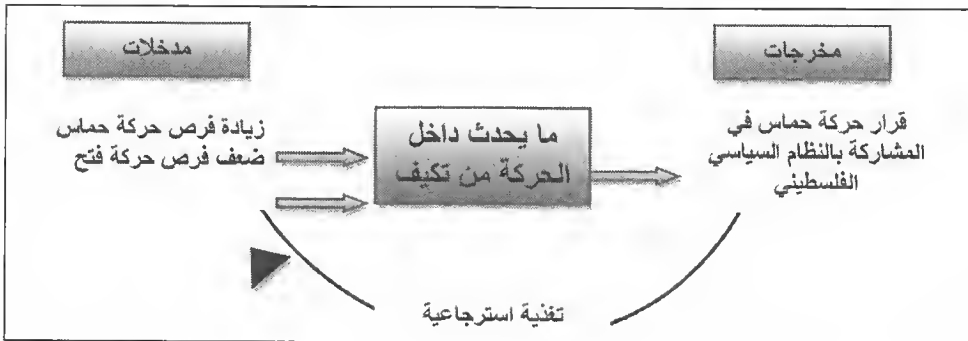 مدخلات
مخرجات
زيادة فرص حركة حماس
ضعف فرص حركة فتح
ما يحدث داخل
الحركة من تكيف
قرار حركة حماس في
المشاركة بالنظام السياسي
الفلسطيني
تغذية استرجاعية